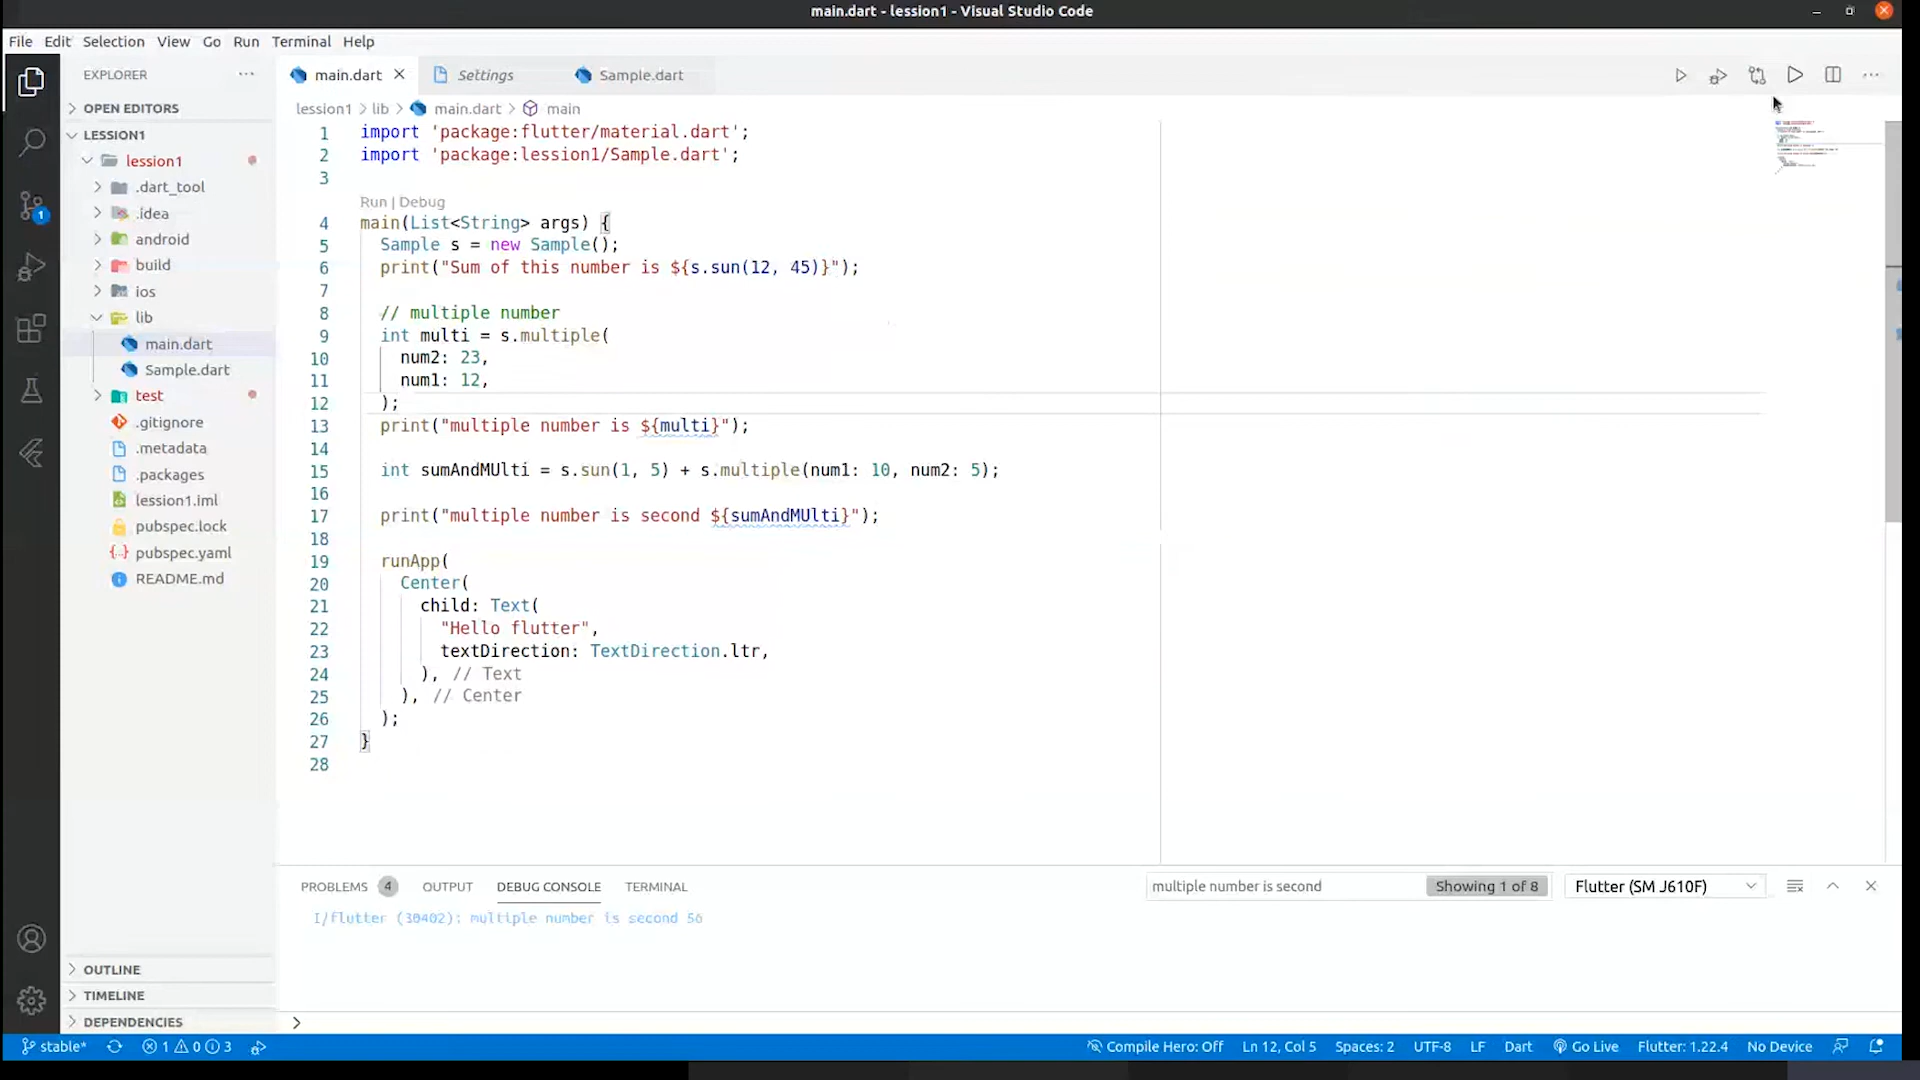 main.dart - lession1 - Visual Studio Code
File Edit Selection View Go Run Terminal Help
EXPLORER
OPEN EDITORS
LESSION1
lession1
.dart_tool
.idea
android
build
ios
lib
main.dart
Sample.dart
test
.gitignore
.metadata
.packages
lession1.iml
pubspec.lock
pubspec.yaml
README.md
OUTLINE
TIMELINE
DEPENDENCIES
1
main.dart Settings Sample.dart
lession1 > lib > main.dart > main
1 import 'package:flutter/material.dart';
2 import 'package:lession1/Sample.dart';
3
Run | Debug
4 main(List<String> args) {
5 Sample s = new Sample();
6 print("Sum of this number is ${s.sun(12, 45)}");
7
8 // multiple number
9 int multi = s.multiple(
10 num2: 23,
11 num1: 12,
12 );
13 print("multiple number is ${multi}");
14
15 int sumAndMUlti = s.sun(1, 5) + s.multiple(num1: 10, num2: 5);
16
17 print("multiple number is second ${sumAndMUlti}");
18
19 runApp(
20 Center(
21 child: Text(
22 "Hello flutter",
23 textDirection: TextDirection.ltr,
24 ), // Text
25 ), // Center
26 );
27 }
28
PROBLEMS 4 OUTPUT DEBUG CONSOLE TERMINAL
multiple number is second Showing 1 of 8 Flutter (SM J610F)
I/flutter (30402): multiple number is second 56
>
stable* 1 0 3 Compile Hero: Off Ln 12, Col 5 Spaces: 2 UTF-8 LF Dart Go Live Flutter: 1.22.4 No Device